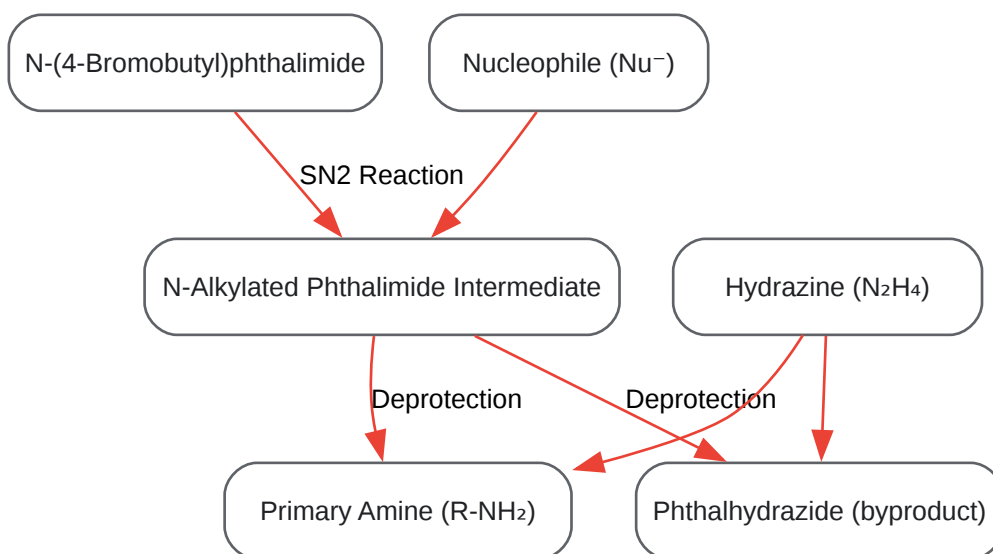 N-(4-Bromobutyl)phthalimide
Nucleophile (Nu⁻)
SN2 Reaction
N-Alkylated Phthalimide Intermediate
Hydrazine (N₂H₄)
Deprotection
Deprotection
Primary Amine (R-NH₂)
Phthalhydrazide (byproduct)